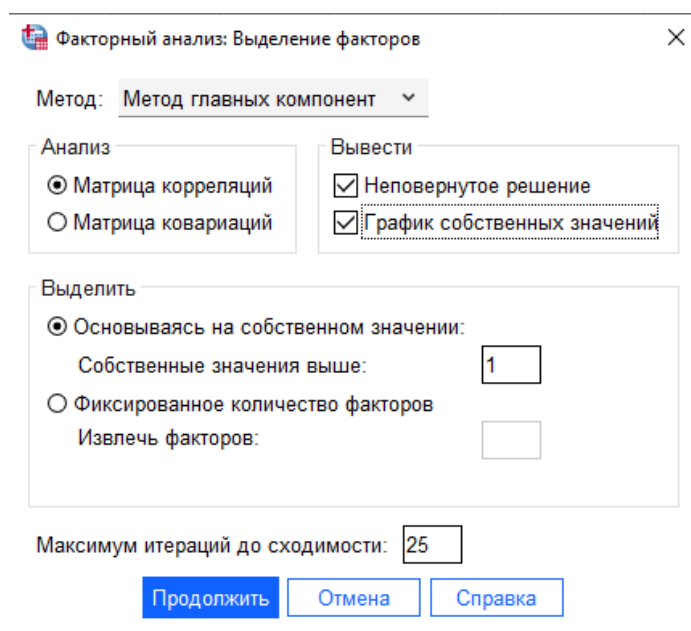 Факторный анализ: Выделение факторов
Метод: Метод главных компонент
Анализ
Матрица корреляций
Матрица ковариаций
Вывести
Неповернутое решение
График собственных значений
Выделить
Основываясь на собственном значении:
Собственные значения выше: 1
Фиксированное количество факторов
Извлечь факторов:
Максимум итераций до сходимости: 25
Продолжить Отмена Справка